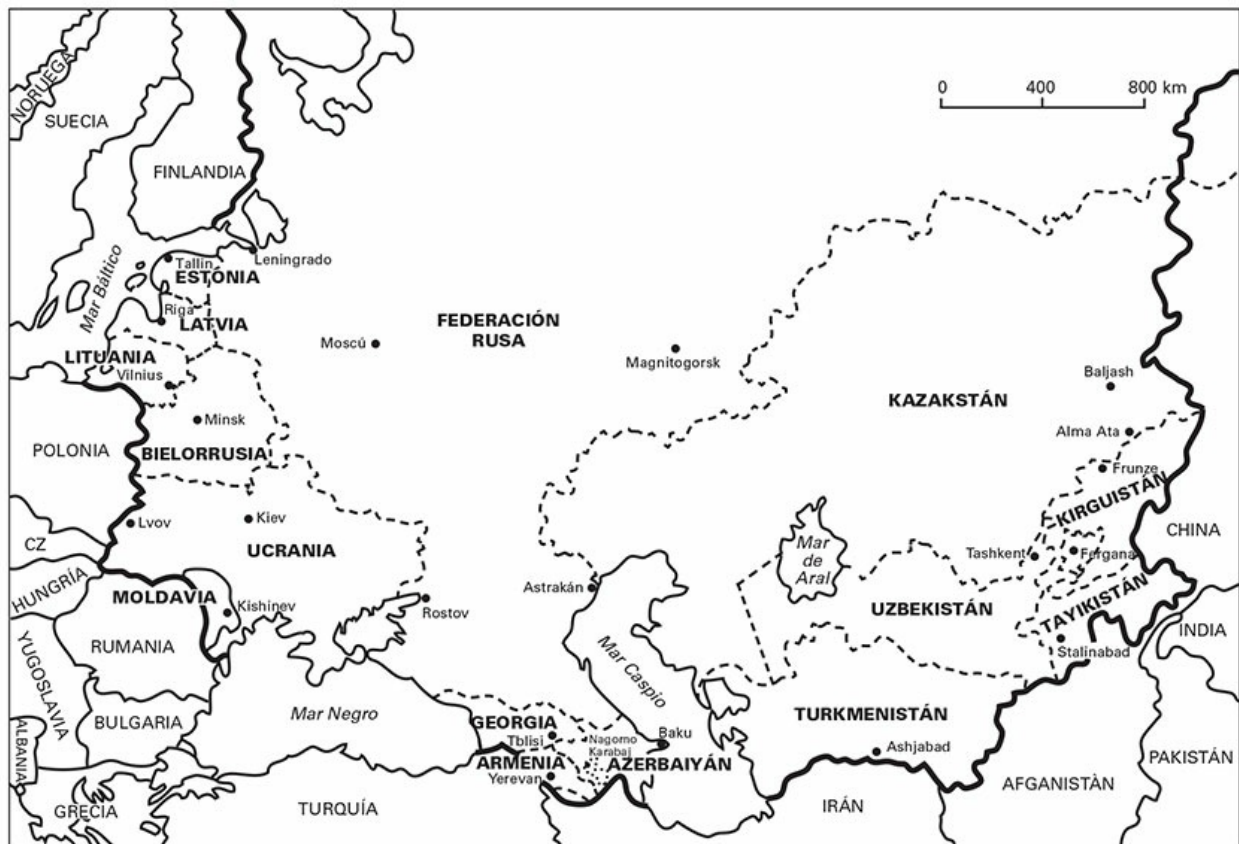 0 400 800 km
NORUEGA
SUECIA
FINLANDIA
Mar Báltico
Tallin
Leningrado
ESTONIA
Riga
LATVIA
LITUANIA
Vilnius
Moscú
FEDERACIÓN
RUSA
Magnitogorsk
KAZAKSTÁN
Baljash
Alma Ata
Frunze
KIRGUISTÁN
Minsk
BIELORRUSIA
POLONIA
Lvov
Kiev
UCRANIA
CZ
HUNGRÍA
MOLDAVIA
Kishinev
Rostov
Astrakán
Mar
de
Aral
Tashkent
Fergana
CHINA
UZBEKISTÁN
TAYIKISTÁN
Stalinabad
INDIA
RUMANIA
YUGOSLAVIA
BULGARIA
ALBANIA
GRECIA
Mar Negro
Mar Caspio
GEORGIA
Tblisi
Nagorno
Karabaj
Baku
ARMENIA
AZERBAIYÁN
Yerevan
TURKMENISTÁN
Ashjabad
TURQUÍA
IRÁN
AFGANISTÀN
PAKISTÁN